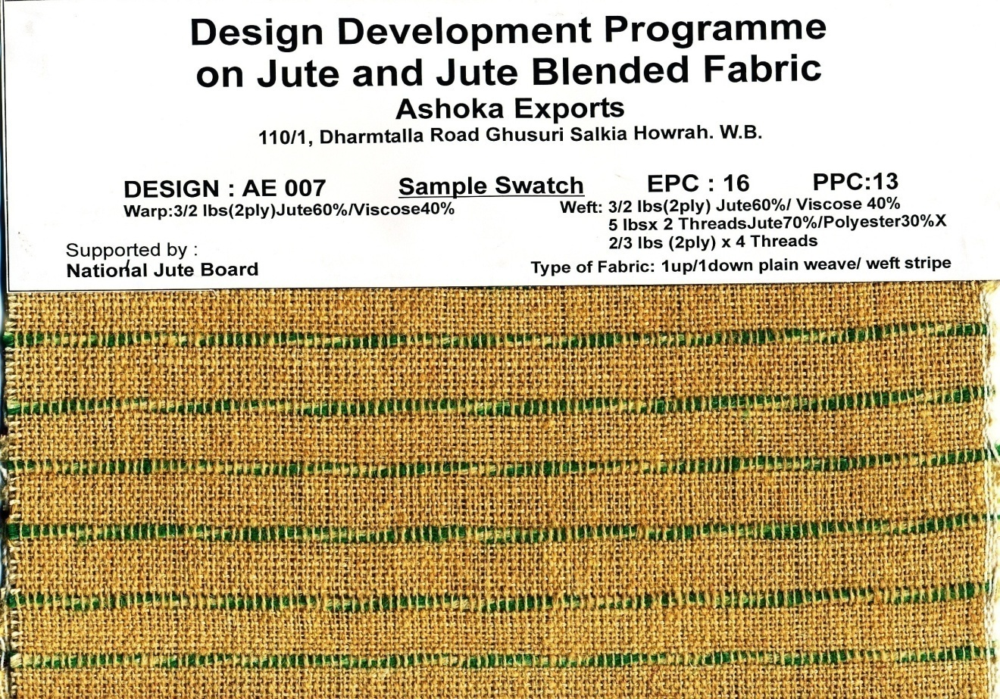 Design Development Programme
on Jute and Jute Blended Fabric
Ashoka Exports
110/1, Dharmtalla Road Ghusuri Salkia Howrah. W.B.
DESIGN : AE 007 Sample Swatch EPC : 16 PPC:13
Warp:3/2 lbs(2ply)Jute60%/Viscose40% Weft: 3/2 lbs(2ply) Jute60%/ Viscose 40%
5 lbsx 2 ThreadsJute70%/Polyester30%X
2/3 lbs (2ply) x 4 Threads
Supported by :
National Jute Board
Type of Fabric: 1up/1down plain weave/ weft stripe